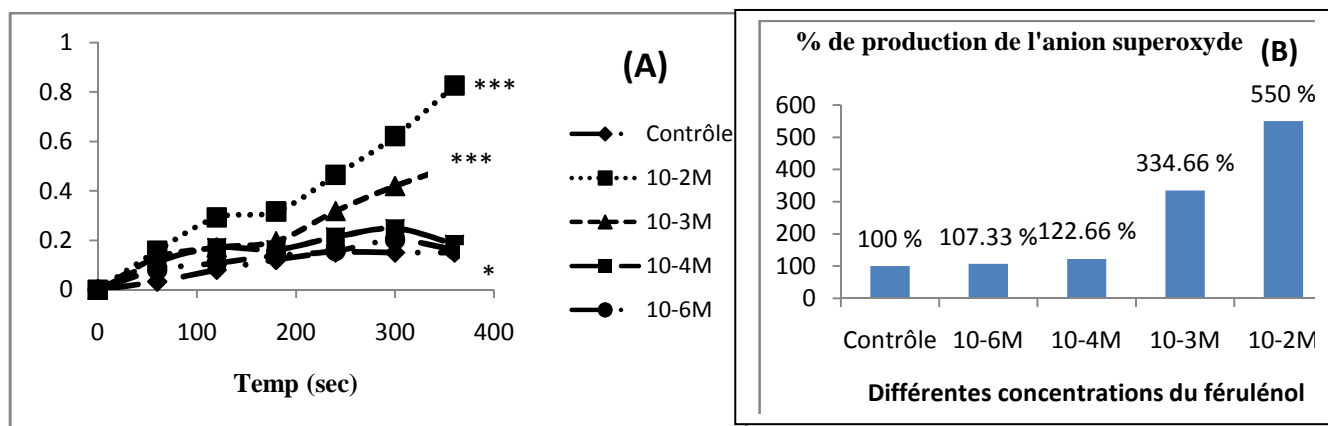 1
0.8
0.6
0.4
0.2
0
0
100
200
300
400
Temp (sec)
(A)
***
***
*
Contrôle
10-2M
10-3M
10-4M
10-6M
% de production de l'anion superoxyde
(B)
600
500
400
300
200
100
0
100 %
107.33 %
122.66 %
334.66 %
550 %
Contrôle
10-6M
10-4M
10-3M
10-2M
Différentes concentrations du férulénol